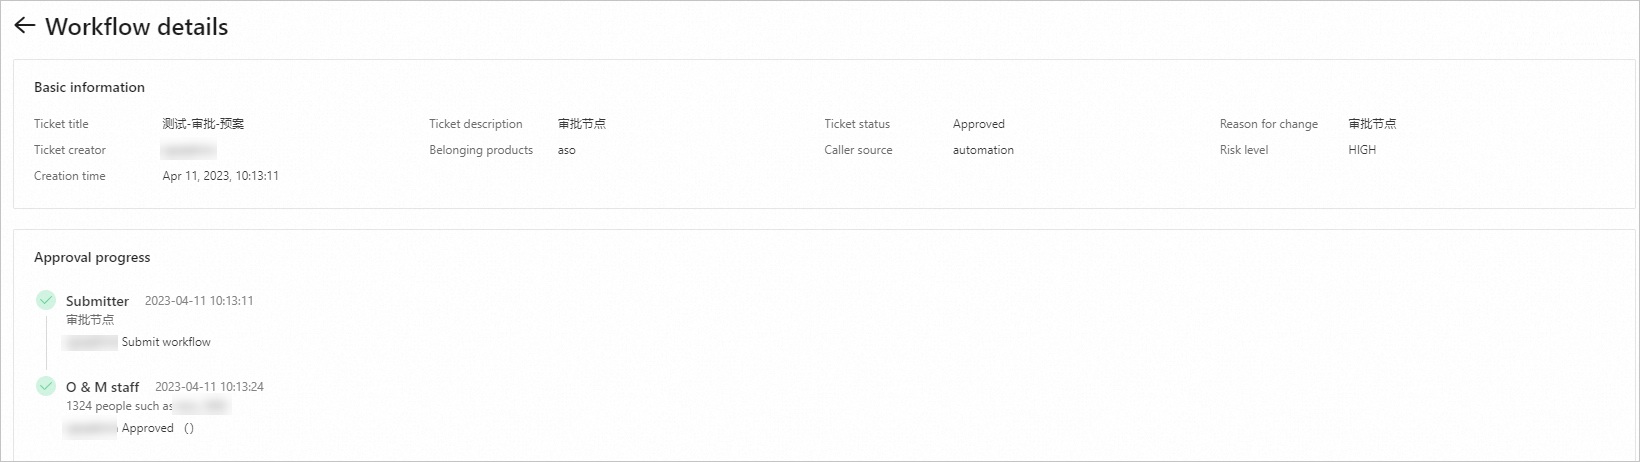 Workflow details
Basic information
Ticket title 测试-审批-预案 Ticket description 审批节点 Ticket status Approved Reason for change 审批节点
Ticket creator Belonging products aso Caller source automation Risk level HIGH
Creation time Apr 11, 2023, 10:13:11
Approval progress
Submitter 2023-04-11 10:13:11
审批节点
Submit workflow
O & M staff 2023-04-11 10:13:24
1324 people such as
Approved ()